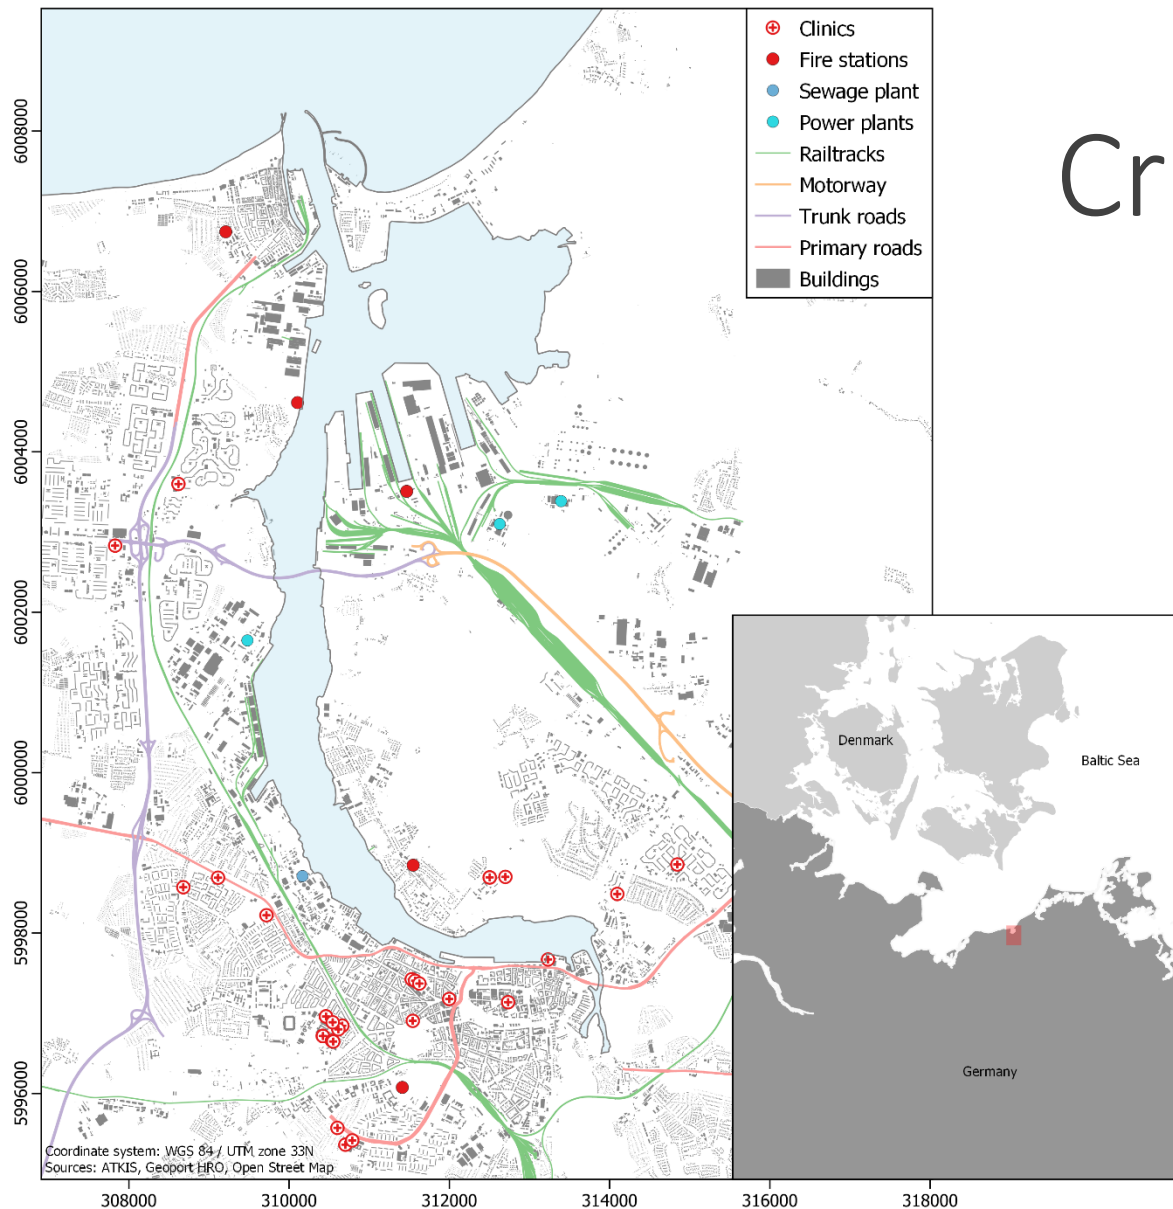 Clinics
Fire stations
Sewage plant
Power plants
Railtracks
Motorway
Trunk roads
Primary roads
Buildings
Cr
6008000
6006000
6004000
6002000
6000000
5998000
5996000
Denmark
Baltic Sea
Germany
Coordinate system: WGS 84 / UTM zone 33N
Sources: ATKIS, Geoport HRO, Open Street Map
308000
310000
312000
314000
316000
318000